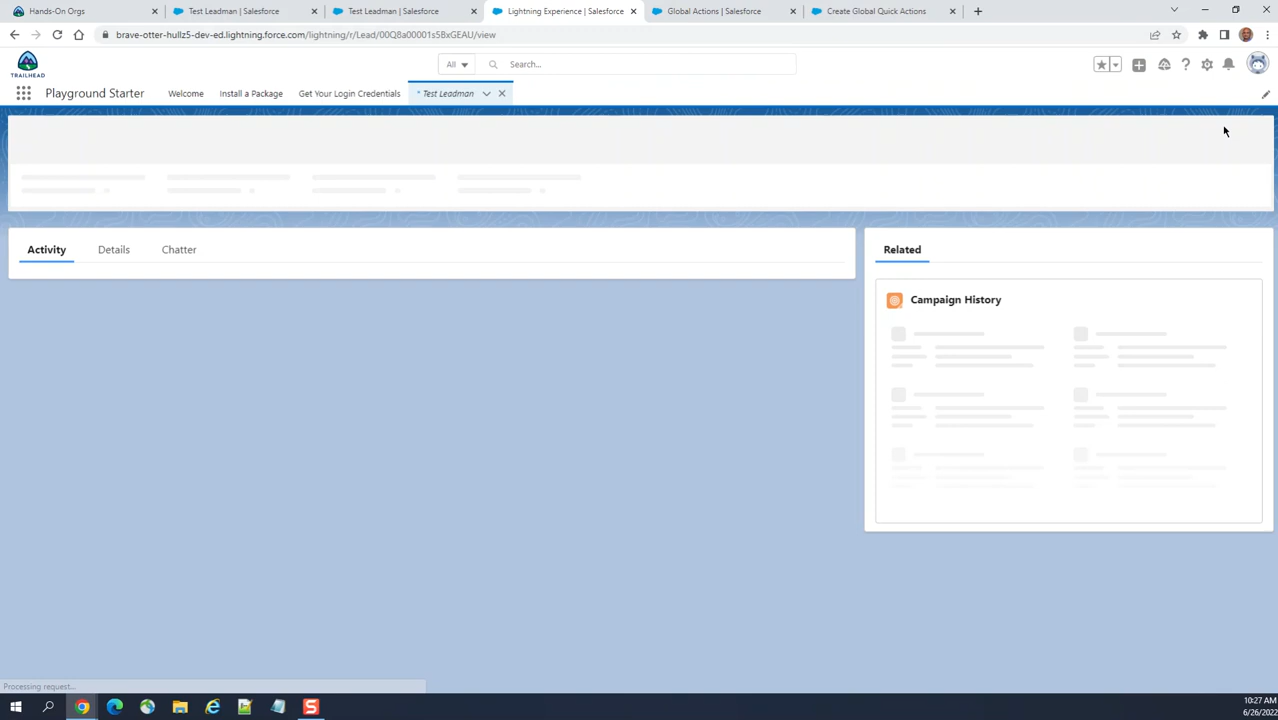 Hands-On Orgs
Test Leadman | Salesforce
Test Leadman | Salesforce
Lightning Experience | Salesforce
Global Actions | Salesforce
Create Global Quick Actions
brave-otter-hullz5-dev-ed.lightning.force.com/lightning/r/Lead/00Q8a00001s5BxGEAU/view
TRAILHEAD
All
Search...
Playground Starter
Welcome
Install a Package
Get Your Login Credentials
* Test Leadman
Activity
Details
Chatter
Related
Campaign History
Processing request...
10:27 AM
6/26/2022